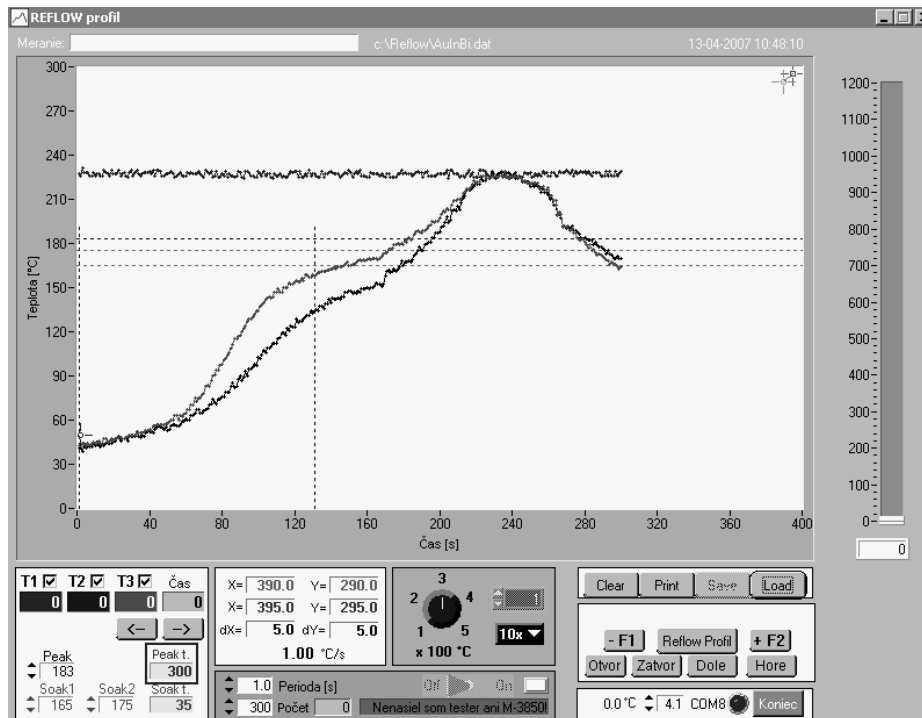 REFLOW profil
Meranie: c:\Reflow\AuInBi.dat 13-04-2007 10:48:10
300
270
240
210
180
150
120
90
60
30
0
Teplota [°C]
0 40 80 120 160 200 240 280 320 360 400
Čas [s]
1200
1100
1000
900
800
700
600
500
400
300
200
100
0
0
T1 T2 T3 Čas
0 0 0 0
<- ->
Peak Peak t.
183 300
Soak1 Soak2 Soak t.
165 175 35
X= 390.0 Y= 290.0
X= 395.0 Y= 295.0
dX= 5.0 dY= 5.0
1.00 °C/s
3
2 4
1 5
x 100 °C
1
10x
1.0 Perioda [s] Off On
300 Počet 0 Nenasiel som tester ani M-3850!
Clear Print Save Load
- F1 Reflow Profil + F2
Otvor Zatvor Dole Hore
0.0 °C 4.1 COM8 Koniec